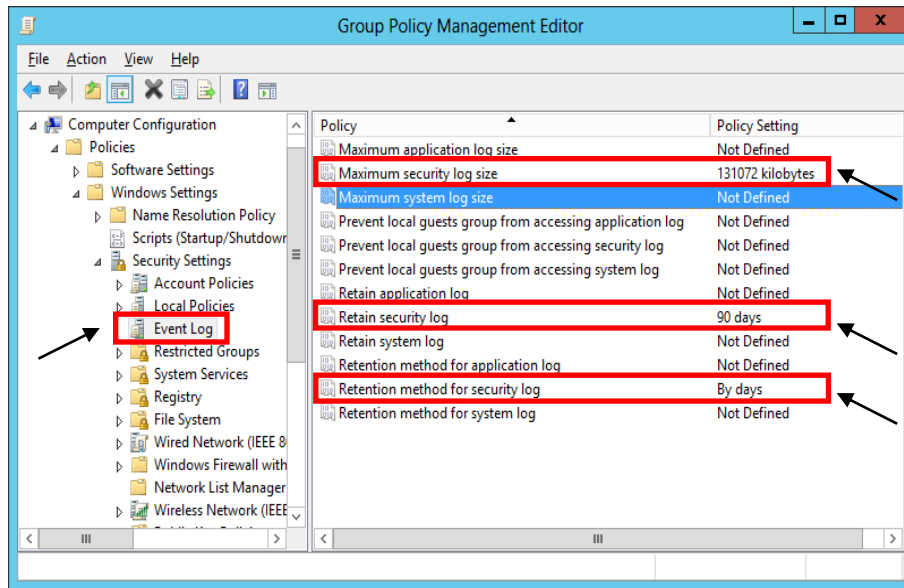 Group Policy Management Editor
File Action View Help
Computer Configuration
Policies
Software Settings
Windows Settings
Name Resolution Policy
Scripts (Startup/Shutdowr
Security Settings
Account Policies
Local Policies
Event Log
Restricted Groups
System Services
Registry
File System
Wired Network (IEEE 8
Windows Firewall with
Network List Manager
Wireless Network (IEEE
Policy Policy Setting
Maximum application log size Not Defined
Maximum security log size 131072 kilobytes
Maximum system log size Not Defined
Prevent local guests group from accessing application log Not Defined
Prevent local guests group from accessing security log Not Defined
Prevent local guests group from accessing system log Not Defined
Retain application log Not Defined
Retain security log 90 days
Retain system log Not Defined
Retention method for application log Not Defined
Retention method for security log By days
Retention method for system log Not Defined